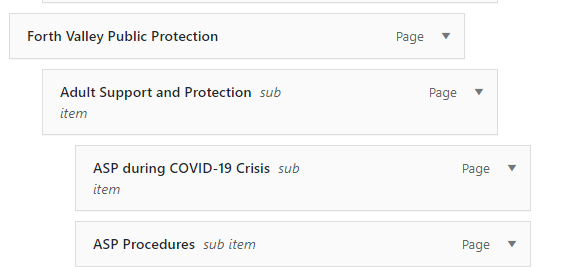 Forth Valley Public Protection Page
Adult Support and Protection sub Page
item
ASP during COVID-19 Crisis sub Page
item
ASP Procedures sub item Page